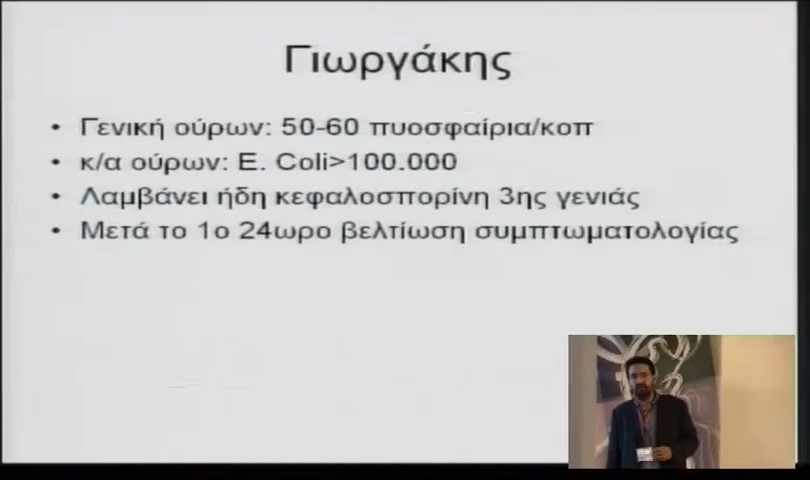 Γιωργάκης
• Γενική ούρων: 50-60 πυοσφαίρια/κοπ
• κ/α ούρων: E. Coli>100.000
• Λαμβάνει ήδη κεφαλοσπορίνη 3ης γενιάς
• Μετά το 1ο 24ωρο βελτίωση συμπτωματολογίας